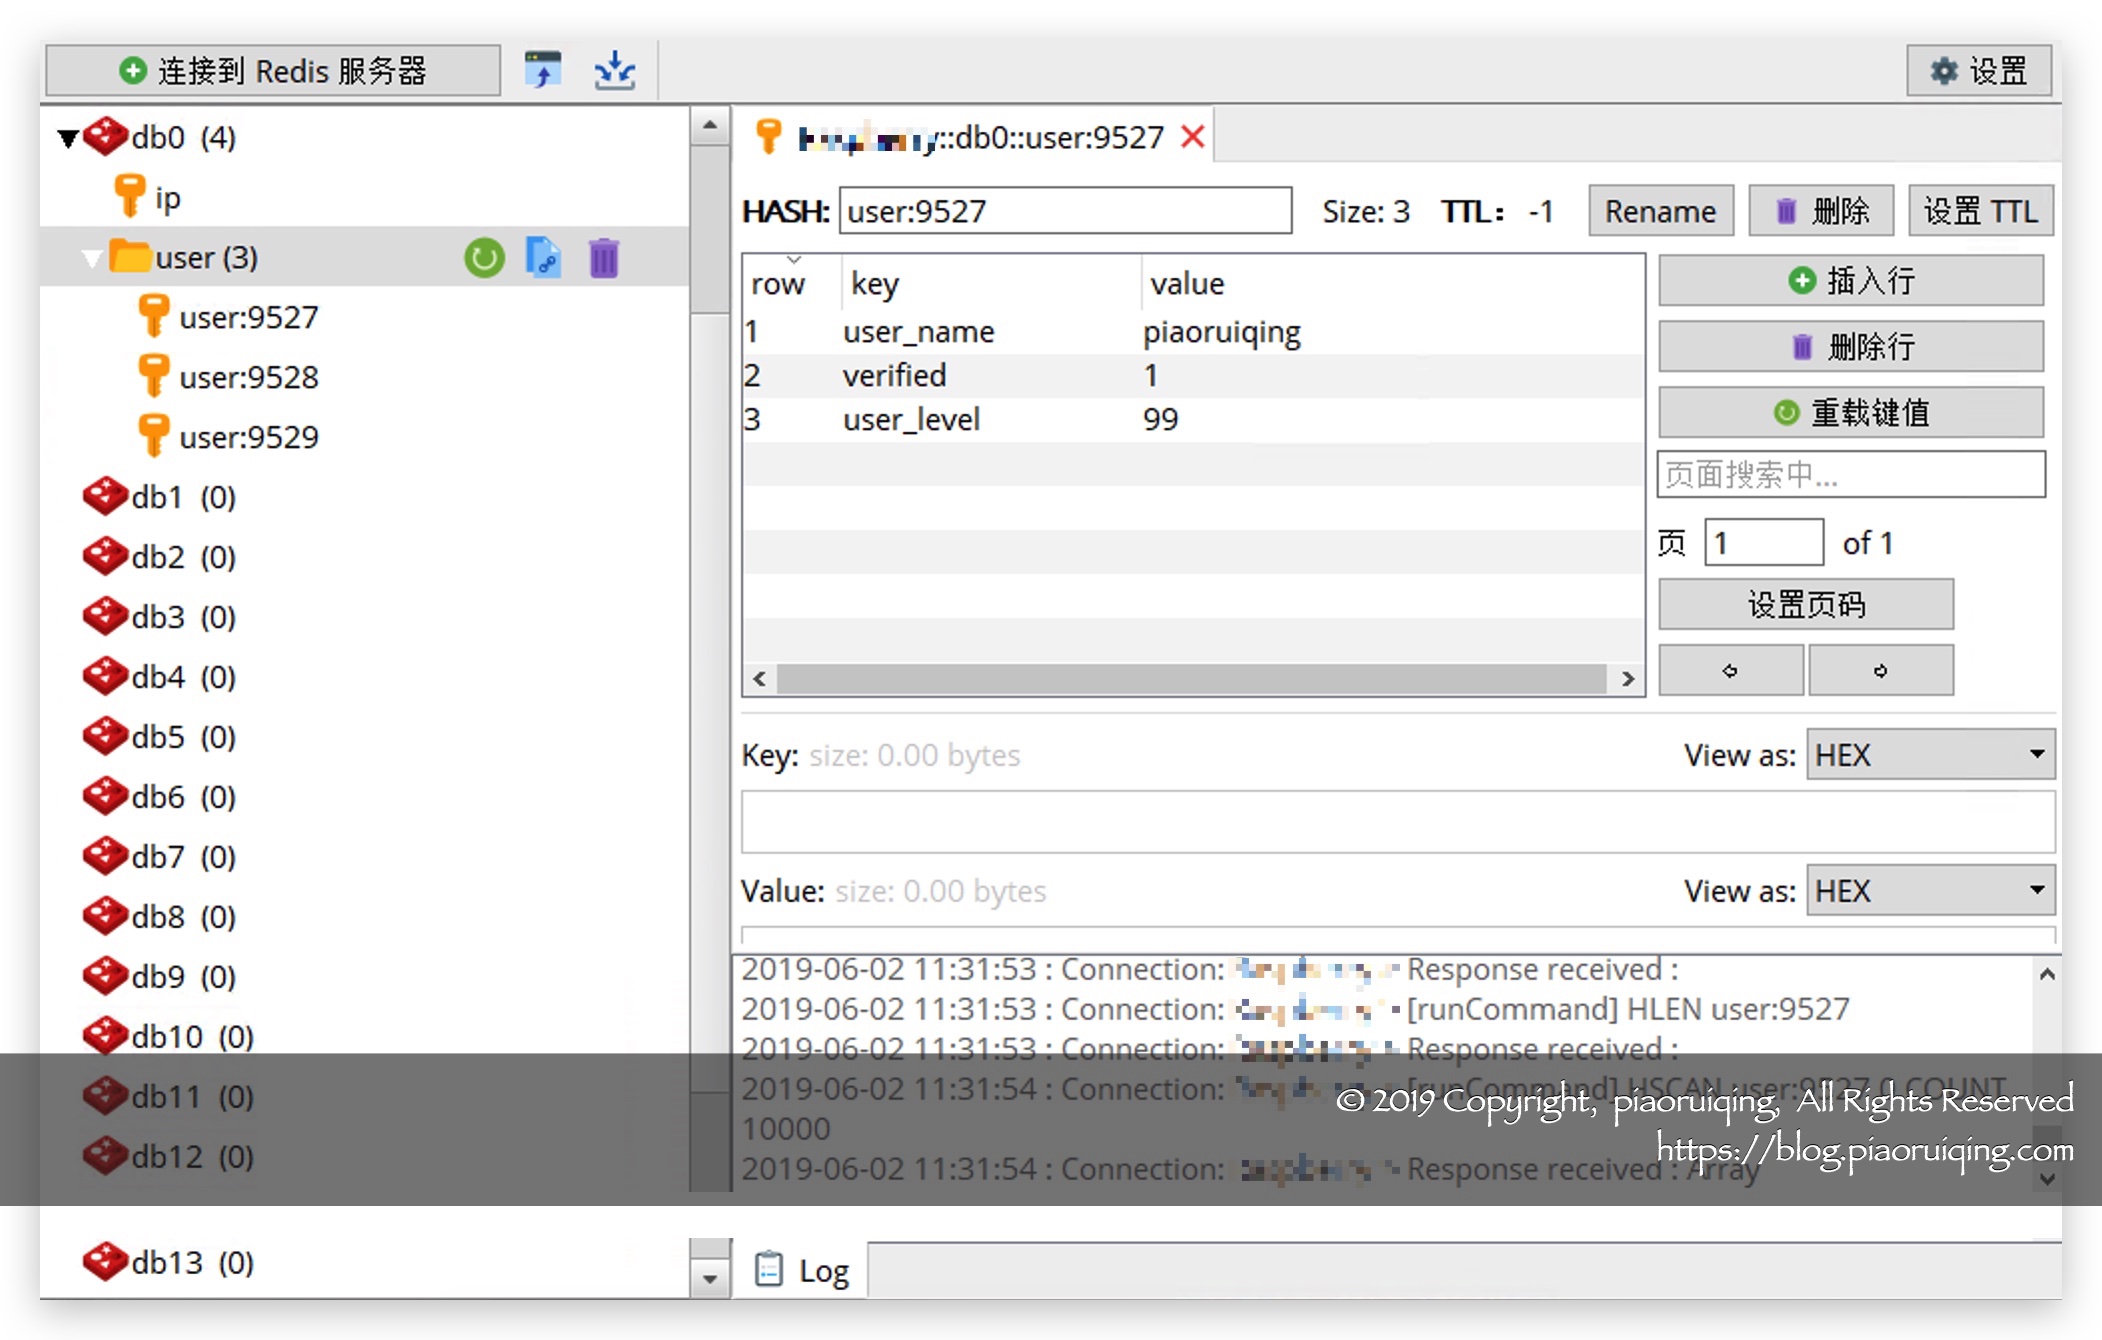 连接到 Redis 服务器
设置
db0 (4)
ip
user (3)
user:9527
user:9528
user:9529
db1 (0)
db2 (0)
db3 (0)
db4 (0)
db5 (0)
db6 (0)
db7 (0)
db8 (0)
db9 (0)
db10 (0)
db11 (0)
db12 (0)
db13 (0)
::db0::user:9527
HASH: user:9527 Size: 3 TTL: -1 Rename 删除 设置 TTL
row key value
1 user_name piaoruiqing
2 verified 1
3 user_level 99
插入行
删除行
重载键值
页面搜索中...
页 1 of 1
设置页码
Key: size: 0.00 bytes View as: HEX
Value: size: 0.00 bytes View as: HEX
2019-06-02 11:31:53 : Connection: Response received :
2019-06-02 11:31:53 : Connection: [runCommand] HLEN user:9527
2019-06-02 11:31:53 : Connection: Response received :
2019-06-02 11:31:54 : Connection: [runCommand] HSCAN user:9527 0 COUNT
10000
2019-06-02 11:31:54 : Connection: Response received : Array
© 2019 Copyright, piaoruiqing, All Rights Reserved
https://blog.piaoruiqing.com
Log